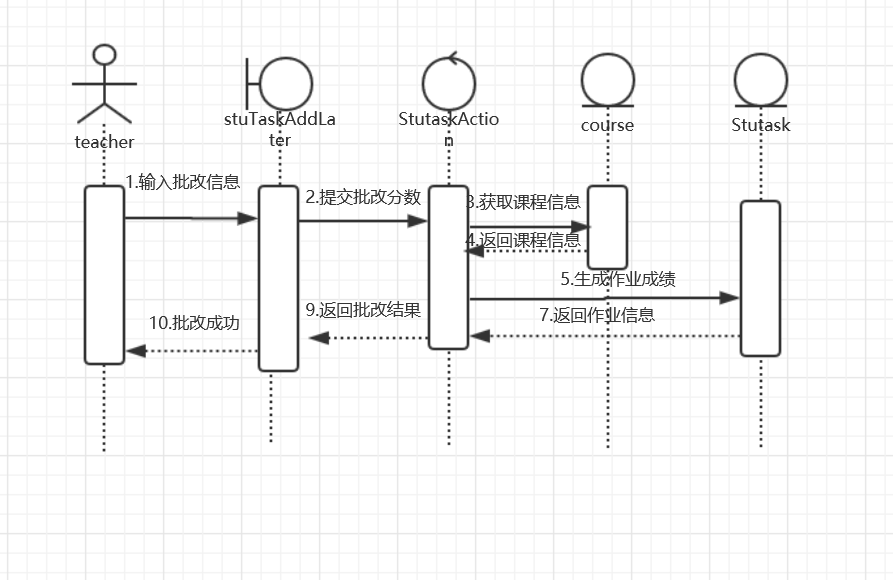 teacher
stuTaskAddLa
ter
StutaskActio
n
course
Stutask
1.输入批改信息
2.提交批改分数
3.获取课程信息
4.返回课程信息
5.生成作业成绩
9.返回批改结果
7.返回作业信息
10.批改成功